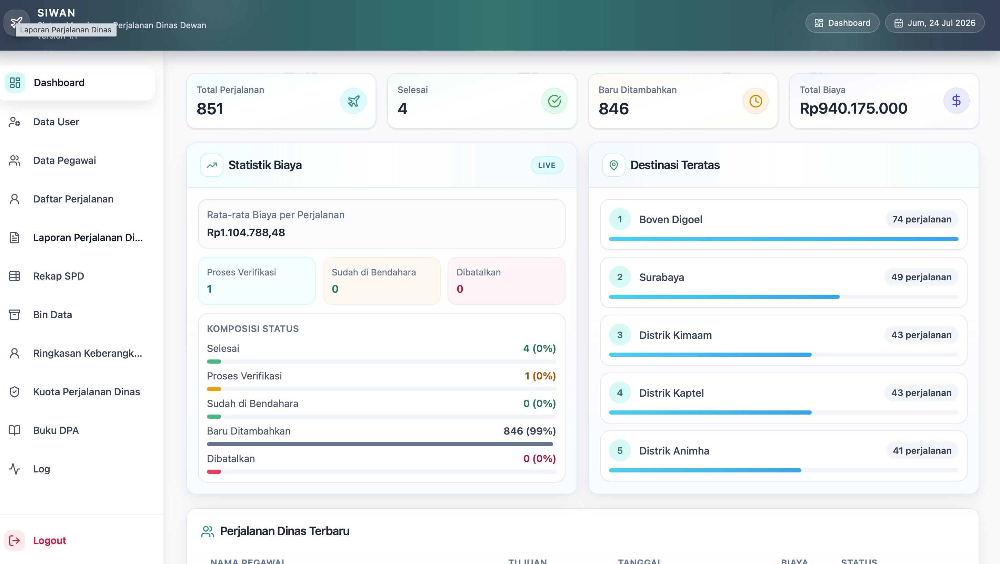 SIWAN
Perjalanan Dinas Dewan
Laporan Perjalanan Dinas
Dashboard
Jum, 24 Jul 2026
Dashboard
Data User
Data Pegawai
Daftar Perjalanan
Laporan Perjalanan Di...
Rekap SPD
Bin Data
Ringkasan Keberangk...
Kuota Perjalanan Dinas
Buku DPA
Log
Logout
Total Perjalanan
851
Selesai
4
Baru Ditambahkan
846
Total Biaya
Rp940.175.000
Statistik Biaya
LIVE
Rata-rata Biaya per Perjalanan
Rp1.104.788,48
Proses Verifikasi
1
Sudah di Bendahara
0
Dibatalkan
0
KOMPOSISI STATUS
Selesai 4 (0%)
Proses Verifikasi 1 (0%)
Sudah di Bendahara 0 (0%)
Baru Ditambahkan 846 (99%)
Dibatalkan 0 (0%)
Destinasi Teratas
1 Boven Digoel 74 perjalanan
2 Surabaya 49 perjalanan
3 Distrik Kimaam 43 perjalanan
4 Distrik Kaptel 43 perjalanan
5 Distrik Animha 41 perjalanan
Perjalanan Dinas Terbaru
NAMA PEGAWAI TUJUAN TANGGAL BIAYA STATUS